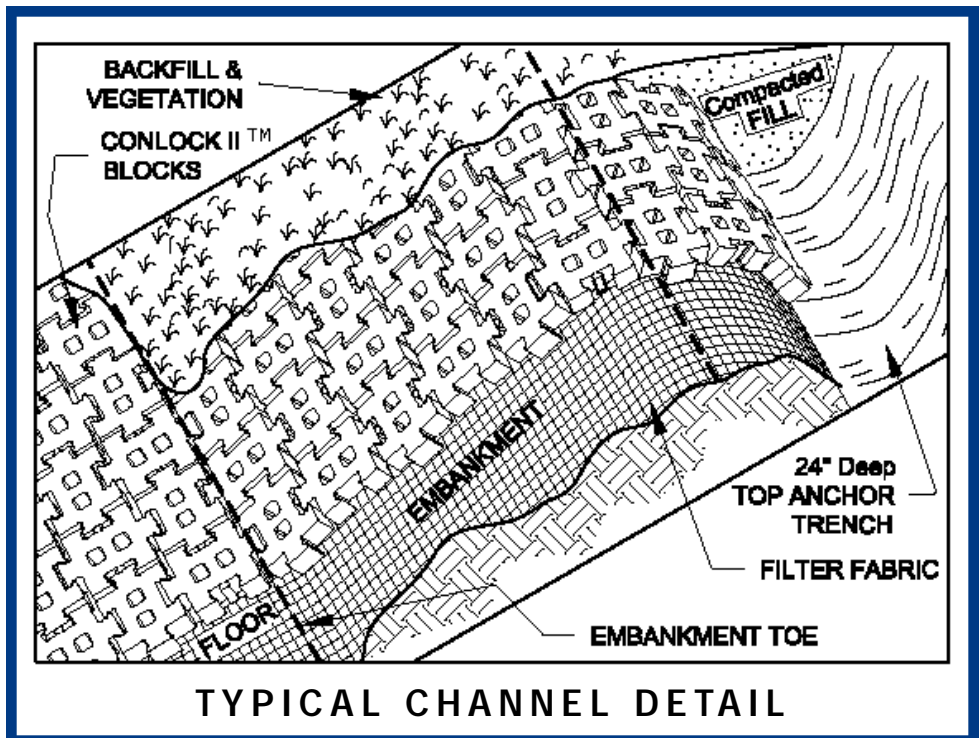 BACKFILL &
VEGETATION
CONLOCK II ™
BLOCKS
Compacted
FILL
EMBANKMENT
24" Deep
TOP ANCHOR
TRENCH
FILTER FABRIC
FLOOR
EMBANKMENT TOE
TYPICAL CHANNEL DETAIL